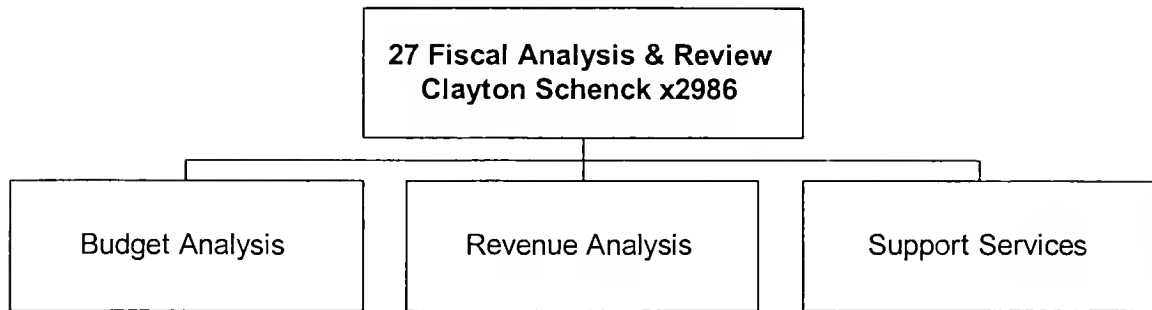 27 Fiscal Analysis & Review
Clayton Schenck x2986
Budget Analysis
Revenue Analysis
Support Services